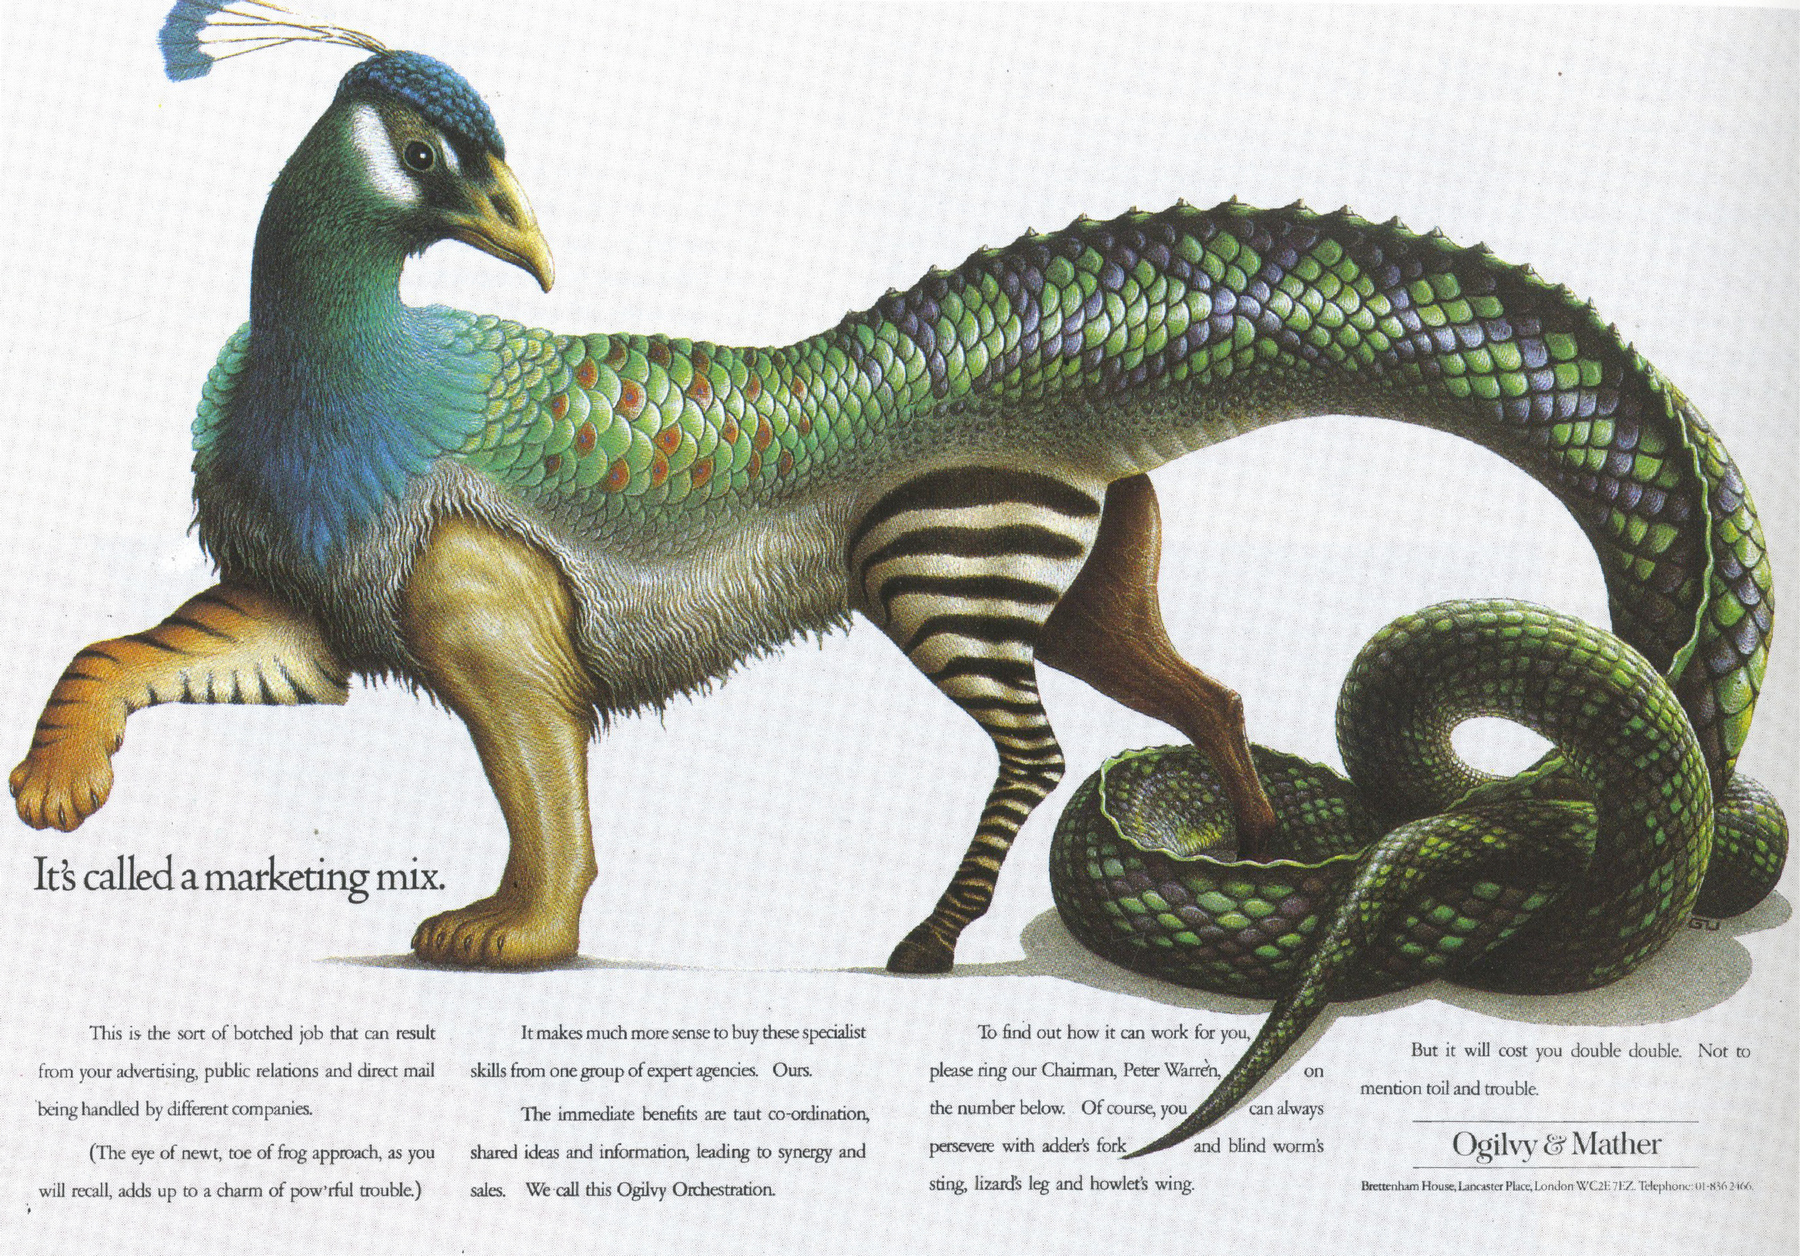 It's called a marketing mix.
This is the sort of botched job that can result
from your advertising, public relations and direct mail
being handled by different companies.
(The eye of newt, toe of frog approach, as you
will recall, adds up to a charm of pow'rful trouble.)
It makes much more sense to buy these specialist
skills from one group of expert agencies. Ours.
The immediate benefits are taut co-ordination,
shared ideas and information, leading to synergy and
sales. We call this Ogilvy Orchestration.
To find out how it can work for you,
please ring our Chairman, Peter Warren, on
the number below. Of course, you can always
persevere with adder's fork and blind worm's
sting, lizard's leg and howlet's wing.
But it will cost you double double. Not to
mention toil and trouble.
Ogilvy & Mather
Brettenham House, Lancaster Place, London WC2E 7EZ. Telephone: 01-836 2466.
GU